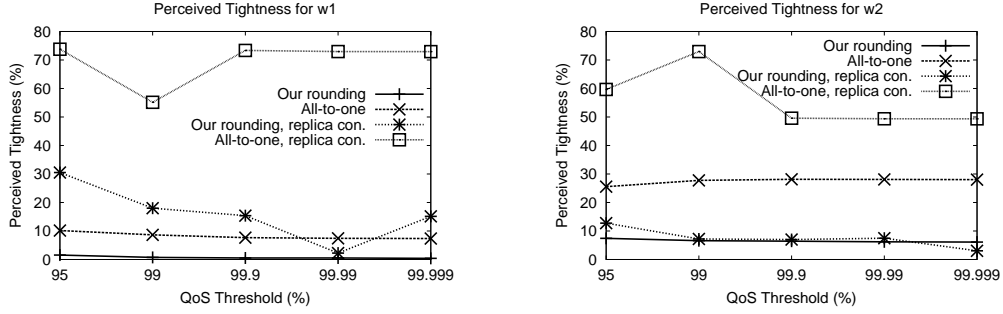 Perceived Tightness for w1
80
70
60
50
40
30
20
10
0
Perceived Tightness (%)
Our rounding
All-to-one
Our rounding, replica con.
All-to-one, replica con.
95
99
99.9
99.99
99.999
QoS Threshold (%)
Perceived Tightness for w2
80
70
60
50
40
30
20
10
0
Perceived Tightness (%)
Our rounding
All-to-one
Our rounding, replica con.
All-to-one, replica con.
95
99
99.9
99.99
99.999
QoS Threshold (%)